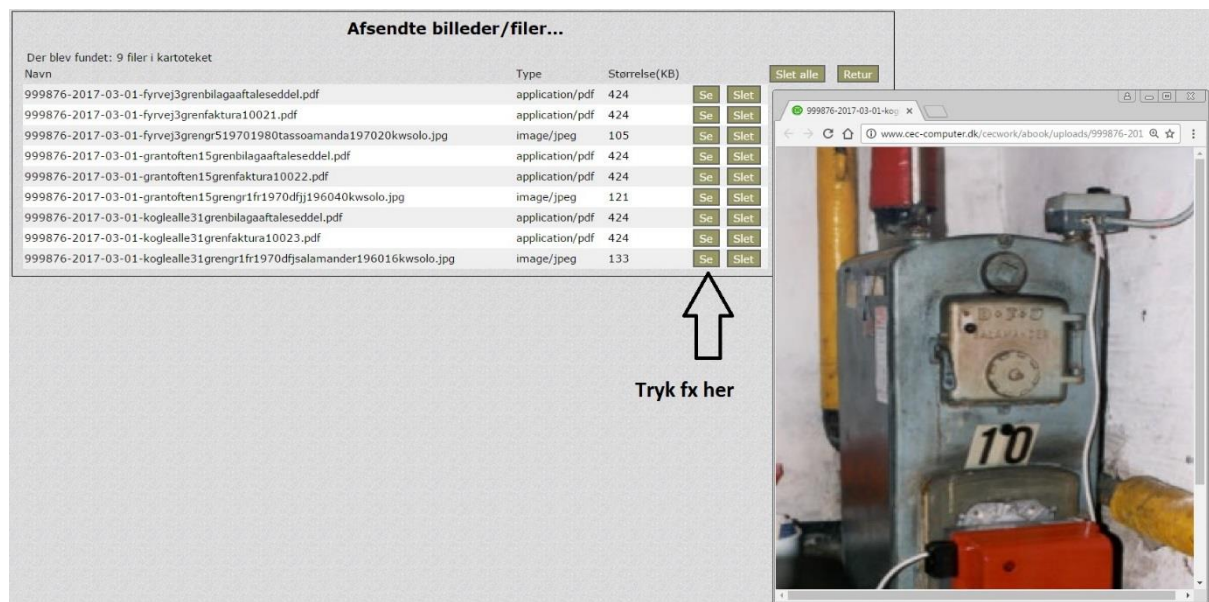 Afsendte billeder/filer...
Der blev fundet: 9 filer i kartoteket
Navn Type Størrelse(KB) Slet alle Retur
999876-2017-03-01-fyrvej3grenbilagaaftaleseddel.pdf application/pdf 424 Se Slet
999876-2017-03-01-fyrvej3grenfaktura10021.pdf application/pdf 424 Se Slet
999876-2017-03-01-fyrvej3grengr519701980tassoamanda197020kwsolo.jpg image/jpeg 105 Se Slet
999876-2017-03-01-grantoften15grenbilagaaftaleseddel.pdf application/pdf 424 Se Slet
999876-2017-03-01-grantoften15grenfaktura10022.pdf application/pdf 424 Se Slet
999876-2017-03-01-grantoften15grengr1fr1970dfjj196040kwsolo.jpg image/jpeg 121 Se Slet
999876-2017-03-01-koglealle31grenbilagaaftaleseddel.pdf application/pdf 424 Se Slet
999876-2017-03-01-koglealle31grenfaktura10023.pdf application/pdf 424 Se Slet
999876-2017-03-01-koglealle31grengr1fr1970dfjsalamander196016kwsolo.jpg image/jpeg 133 Se Slet
Tryk fx her
999876-2017-03-01-kog
www.cec-computer.dk/cecwork/abook/uploads/999876-201
SALAMANDER
10